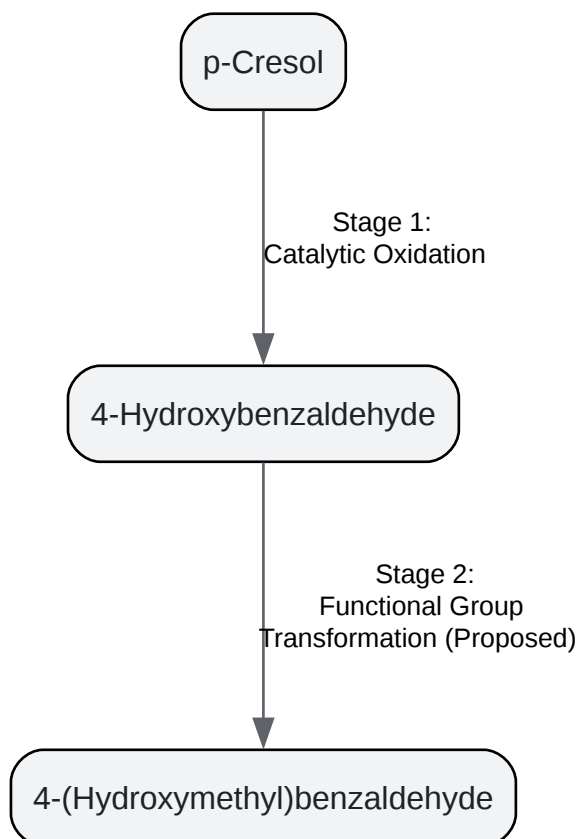 p-Cresol
Stage 1:
Catalytic Oxidation
4-Hydroxybenzaldehyde
Stage 2:
Functional Group
Transformation (Proposed)
4-(Hydroxymethyl)benzaldehyde